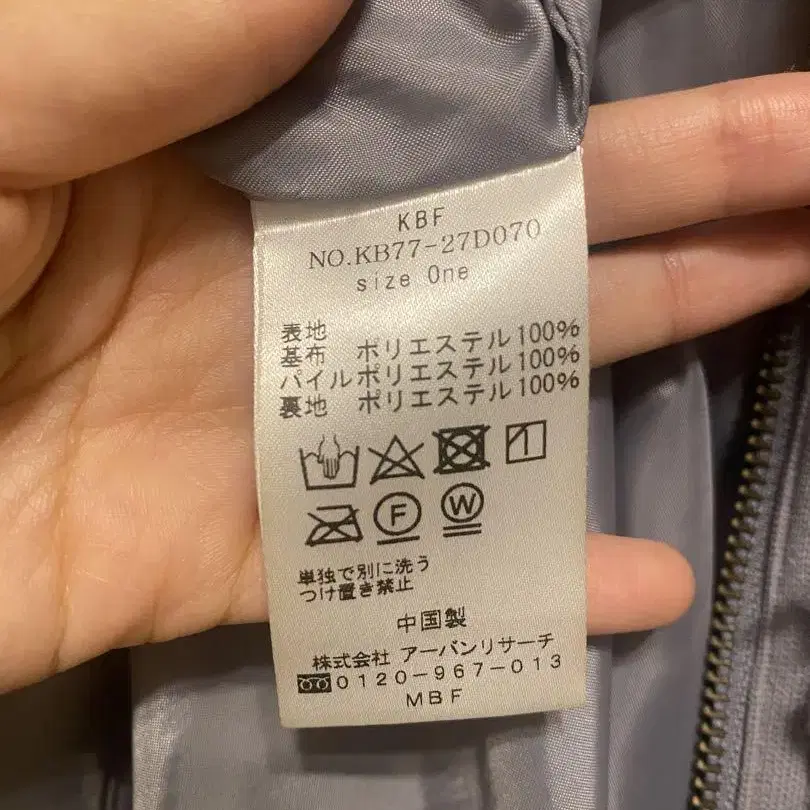 KBF
NO.KB77-27D070
size One
表地
基布 ポリエステル100%
パイル ポリエステル100%
裏地 ポリエステル100%
F W
単独で別に洗う
つけ置き禁止
中国製
株式会社 アーバンリサーチ
0120-967-013
MBF